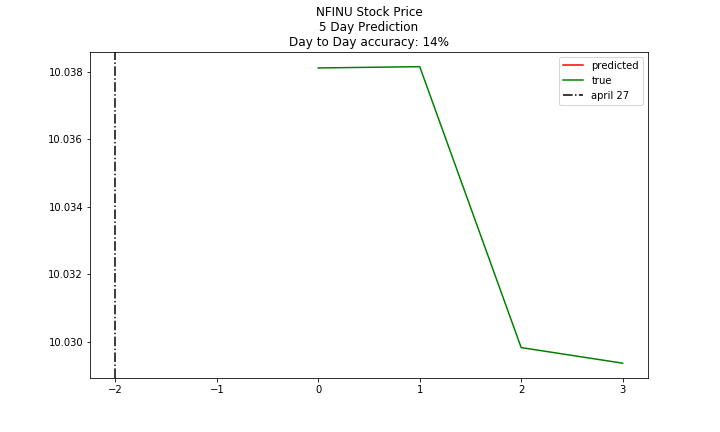 NFINU Stock Price
5 Day Prediction
Day to Day accuracy: 14%
predicted
true
april 27
10.038
10.036
10.034
10.032
10.030
−2
−1
0
1
2
3